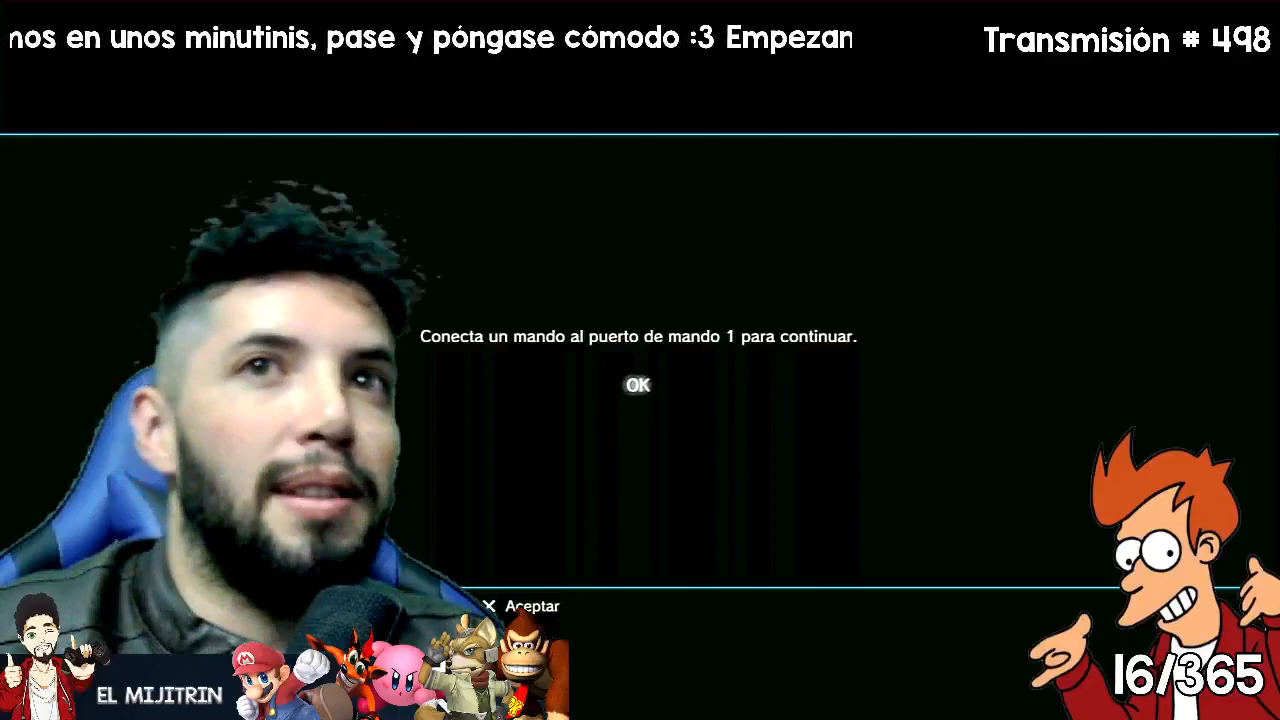 nos en unos minutinis, pase y póngase cómodo :3 Empezan
Transmisión # 498
Conecta un mando al puerto de mando 1 para continuar.
OK
X Aceptar
EL MIJITRIN
16/365